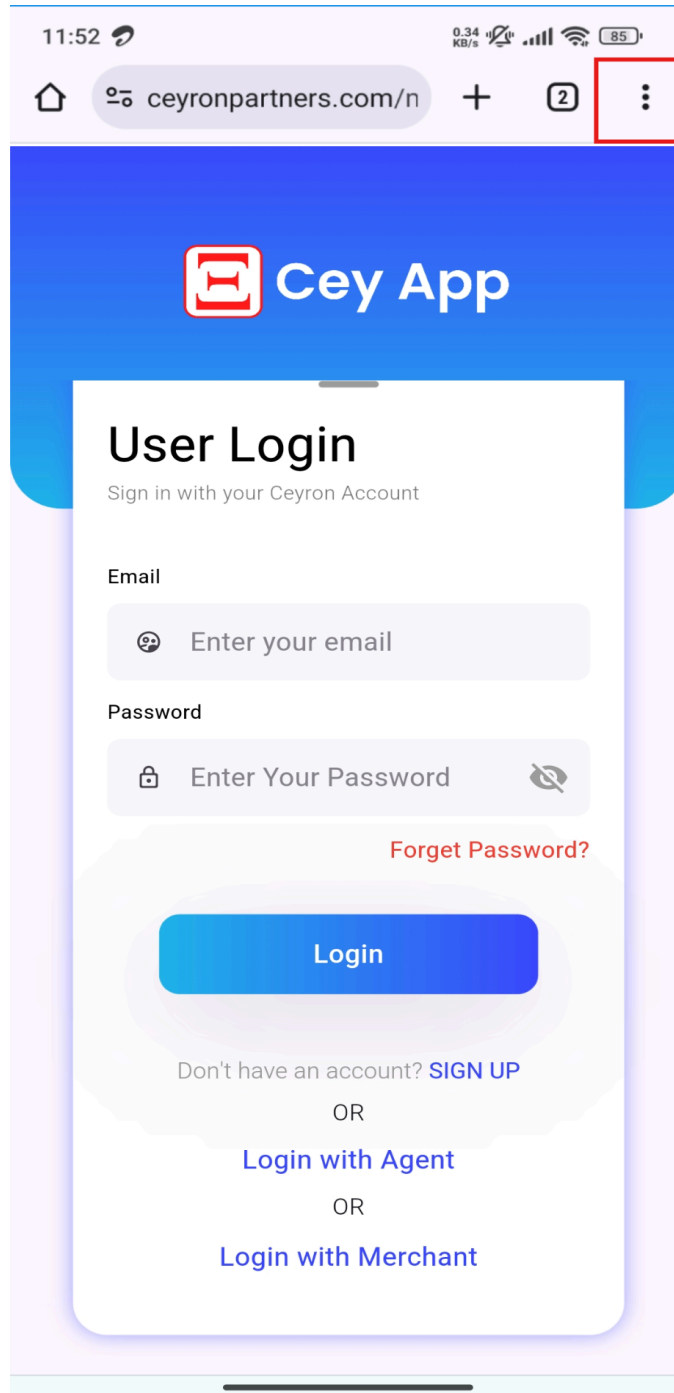 11:52
0.34
KB/s
85
ceyronpartners.com/n
2
Cey App
User Login
Sign in with your Ceyron Account
Email
Enter your email
Password
Enter Your Password
Forget Password?
Login
Don't have an account? SIGN UP
OR
Login with Agent
OR
Login with Merchant